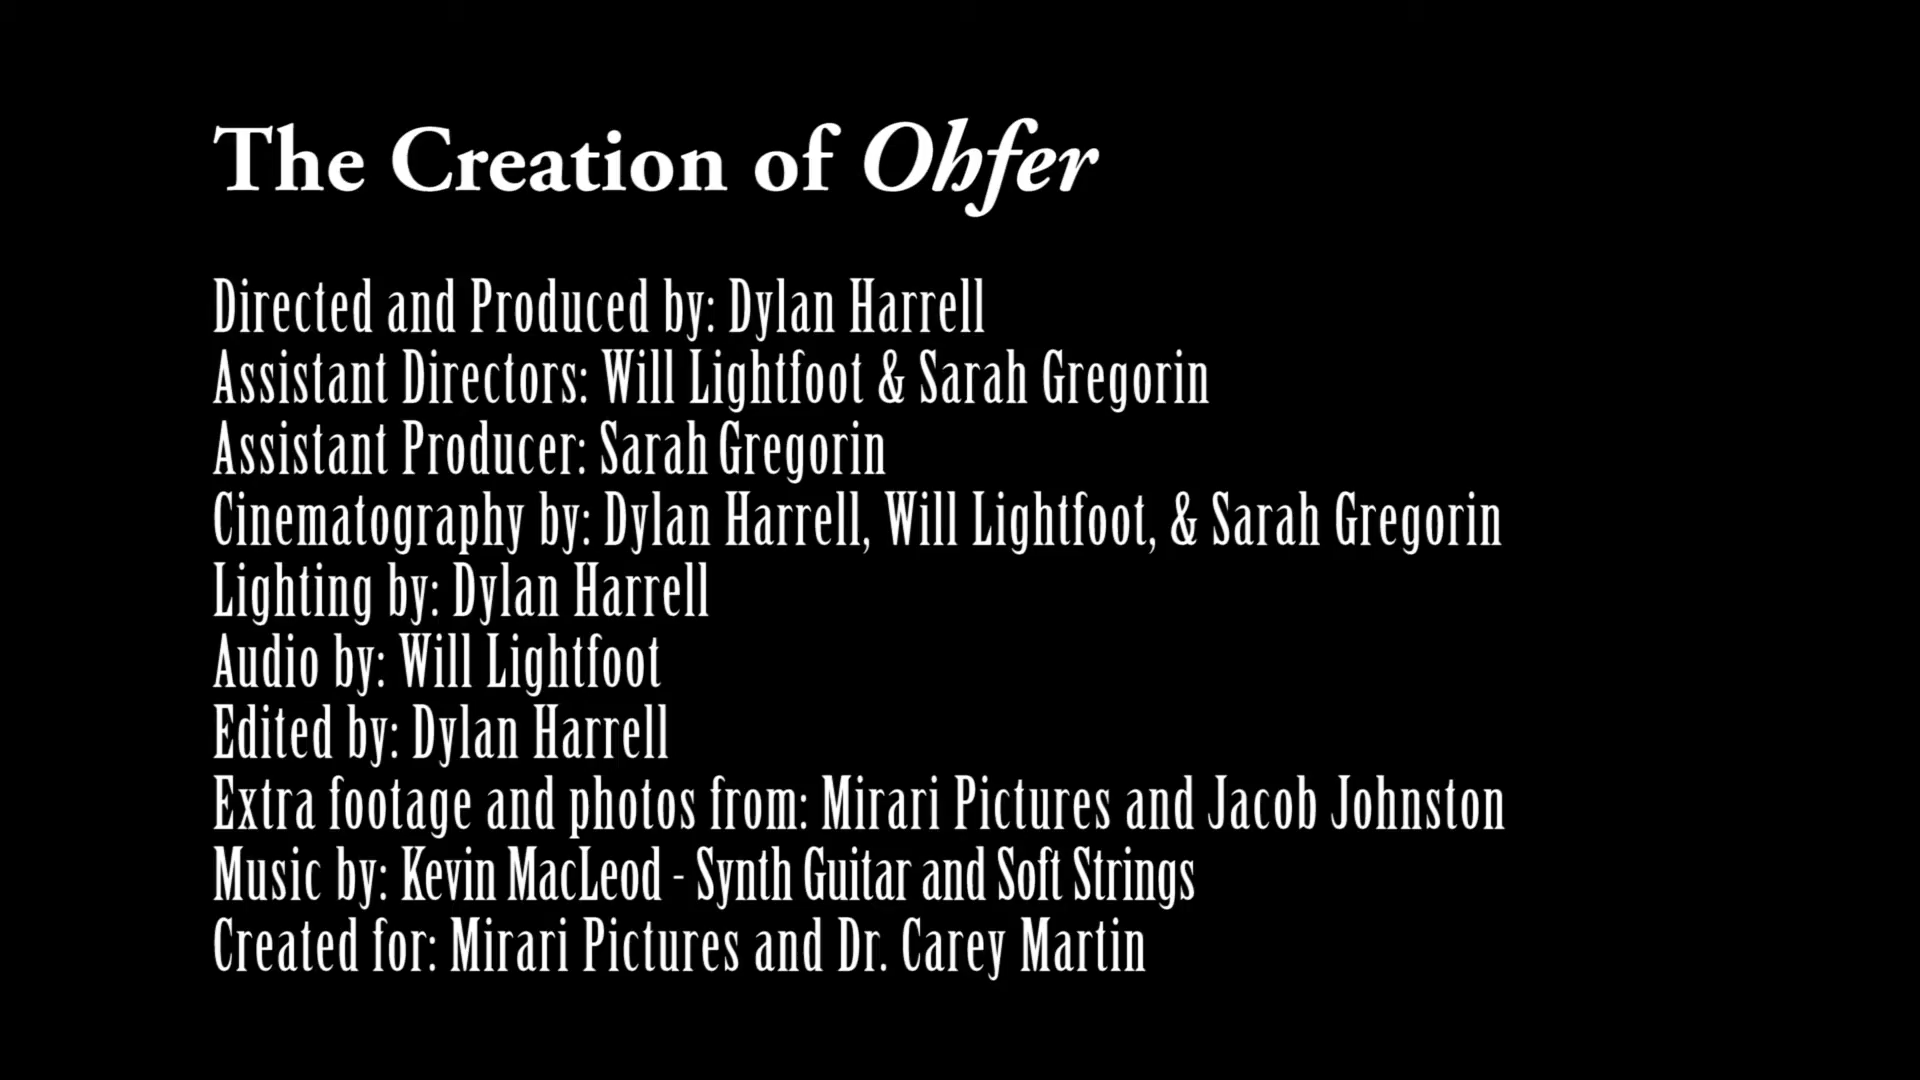 The Creation of Ohfer
Directed and Produced by: Dylan Harrell
Assistant Directors: Will Lightfoot & Sarah Gregorin
Assistant Producer: Sarah Gregorin
Cinematography by: Dylan Harrell, Will Lightfoot, & Sarah Gregorin
Lighting by: Dylan Harrell
Audio by: Will Lightfoot
Edited by: Dylan Harrell
Extra footage and photos from: Mirari Pictures and Jacob Johnston
Music by: Kevin MacLeod - Synth Guitar and Soft Strings
Created for: Mirari Pictures and Dr. Carey Martin